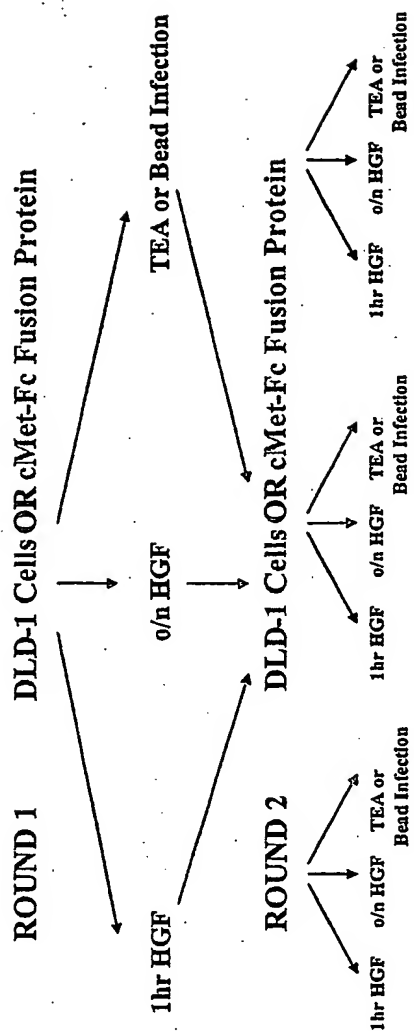 ROUND 1
DLD-1 Cells OR cMet-Fc Fusion Protein
1hr HGF
o/n HGF
TEA or Bead Infection
ROUND 2
DLD-1 Cells OR cMet-Fc Fusion Protein
1hr HGF
o/n HGF
TEA or
Bead Infection
1hr HGF
o/n HGF
TEA or
Bead Infection
1hr HGF
o/n HGF
TEA or
Bead Infection